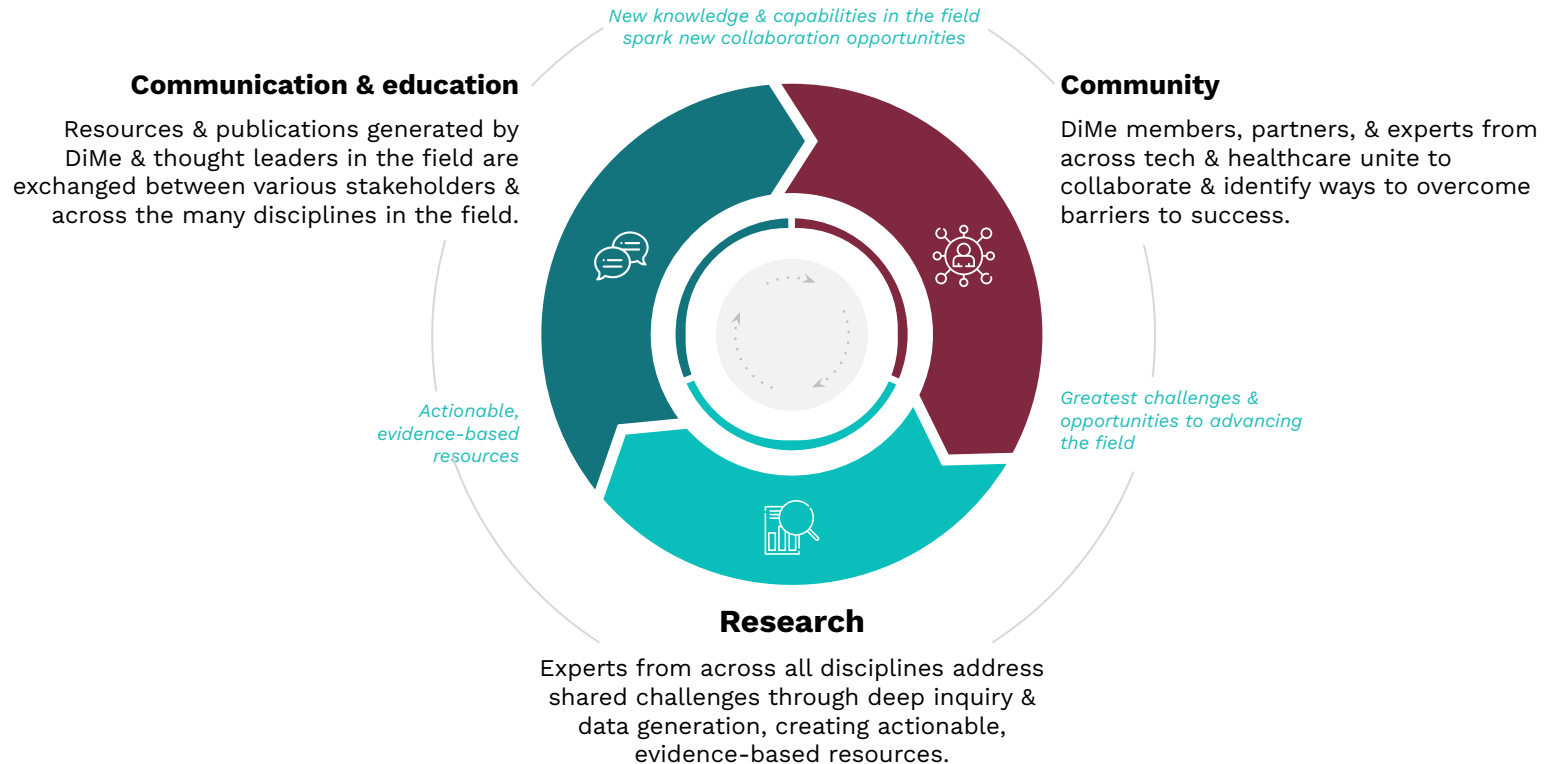 New knowledge & capabilities in the field
spark new collaboration opportunities
Communication & education
Resources & publications generated by
DiMe & thought leaders in the field are
exchanged between various stakeholders &
across the many disciplines in the field.
Community
DiMe members, partners, & experts from
across tech & healthcare unite to
collaborate & identify ways to overcome
barriers to success.
Actionable,
evidence-based
resources
Greatest challenges &
opportunities to advancing
the field
Research
Experts from across all disciplines address
shared challenges through deep inquiry &
data generation, creating actionable,
evidence-based resources.